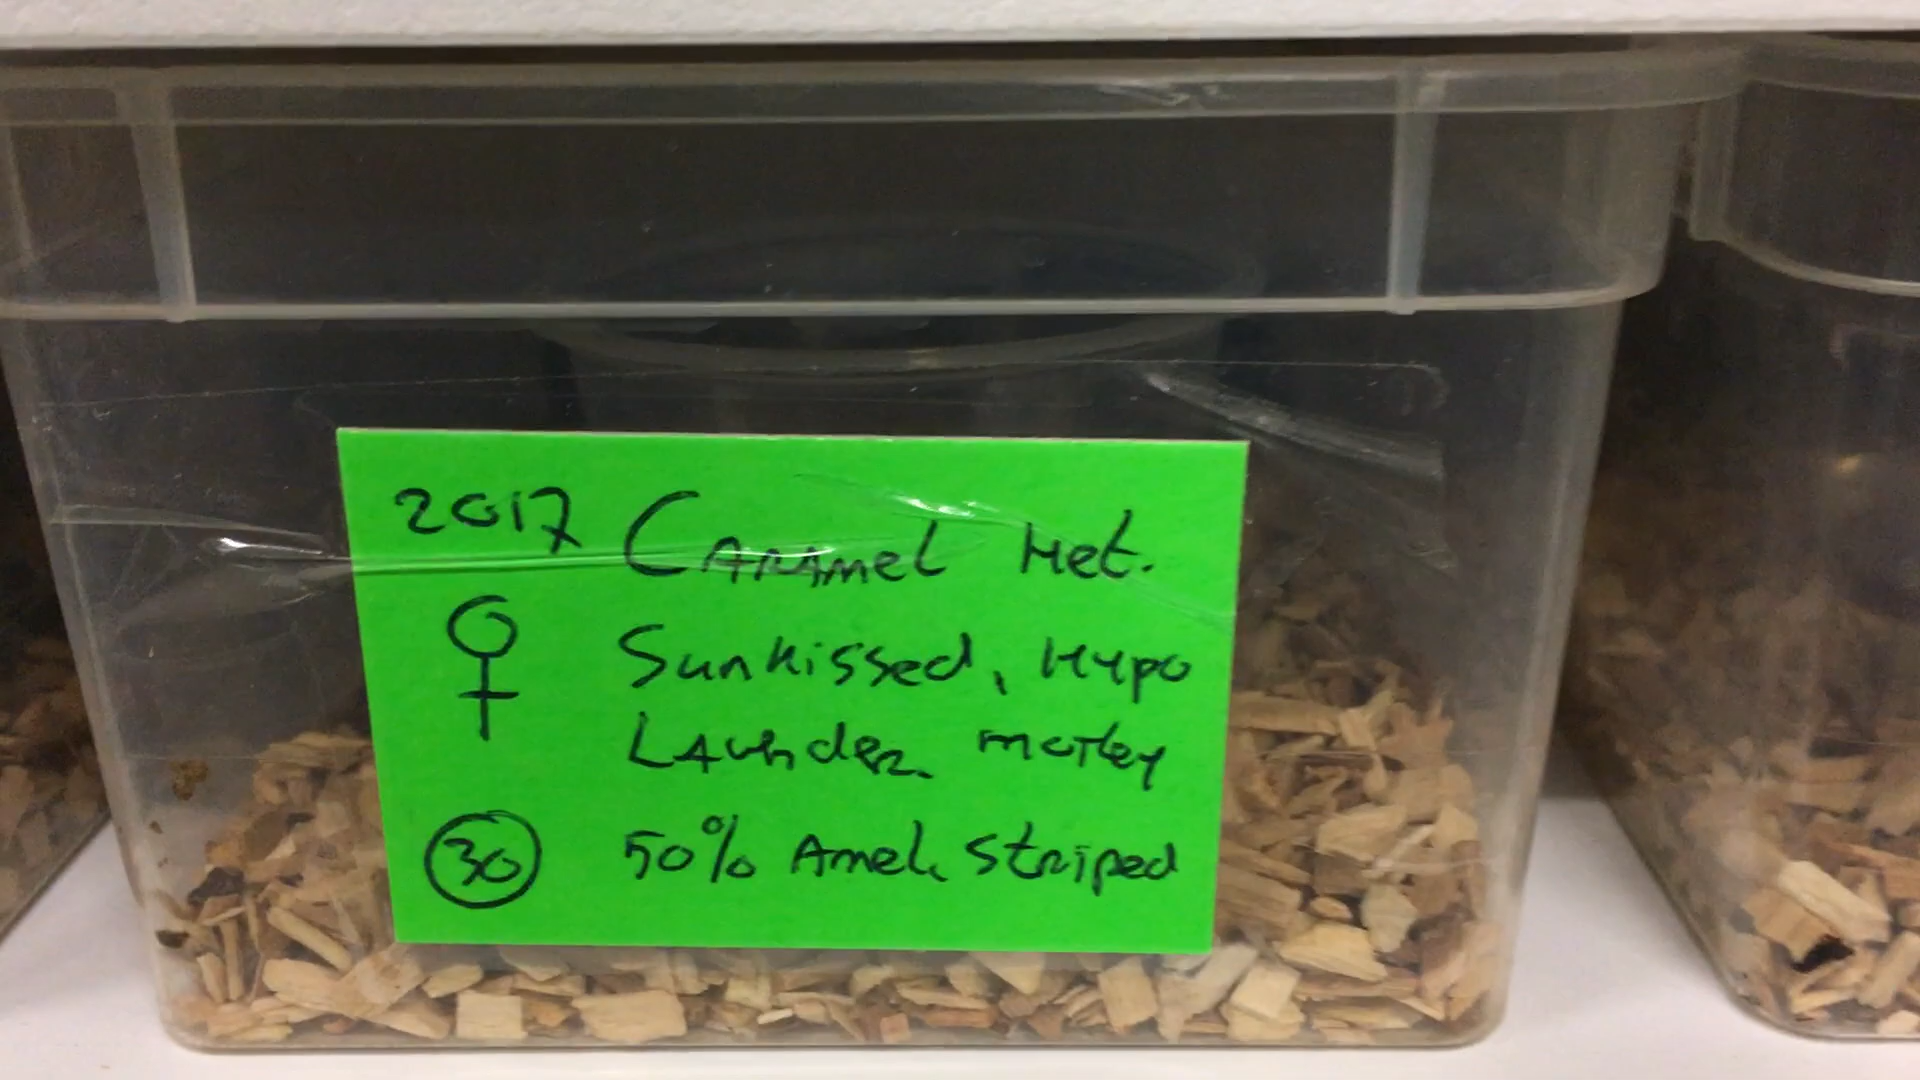 2017 Caramel Het.
♀ Sunkissed, Hypo
Lavender. motley
30 50% Amel. Striped